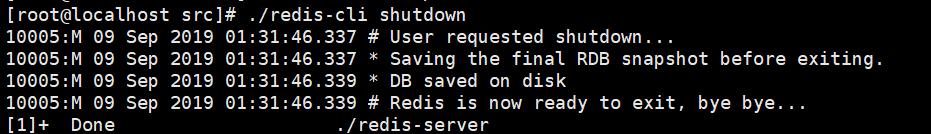 [root@localhost src]# ./redis-cli shutdown
10005:M 09 Sep 2019 01:31:46.337 # User requested shutdown...
10005:M 09 Sep 2019 01:31:46.337 * Saving the final RDB snapshot before exiting.
10005:M 09 Sep 2019 01:31:46.339 * DB saved on disk
10005:M 09 Sep 2019 01:31:46.339 # Redis is now ready to exit, bye bye...
[1]+  Done                    ./redis-server